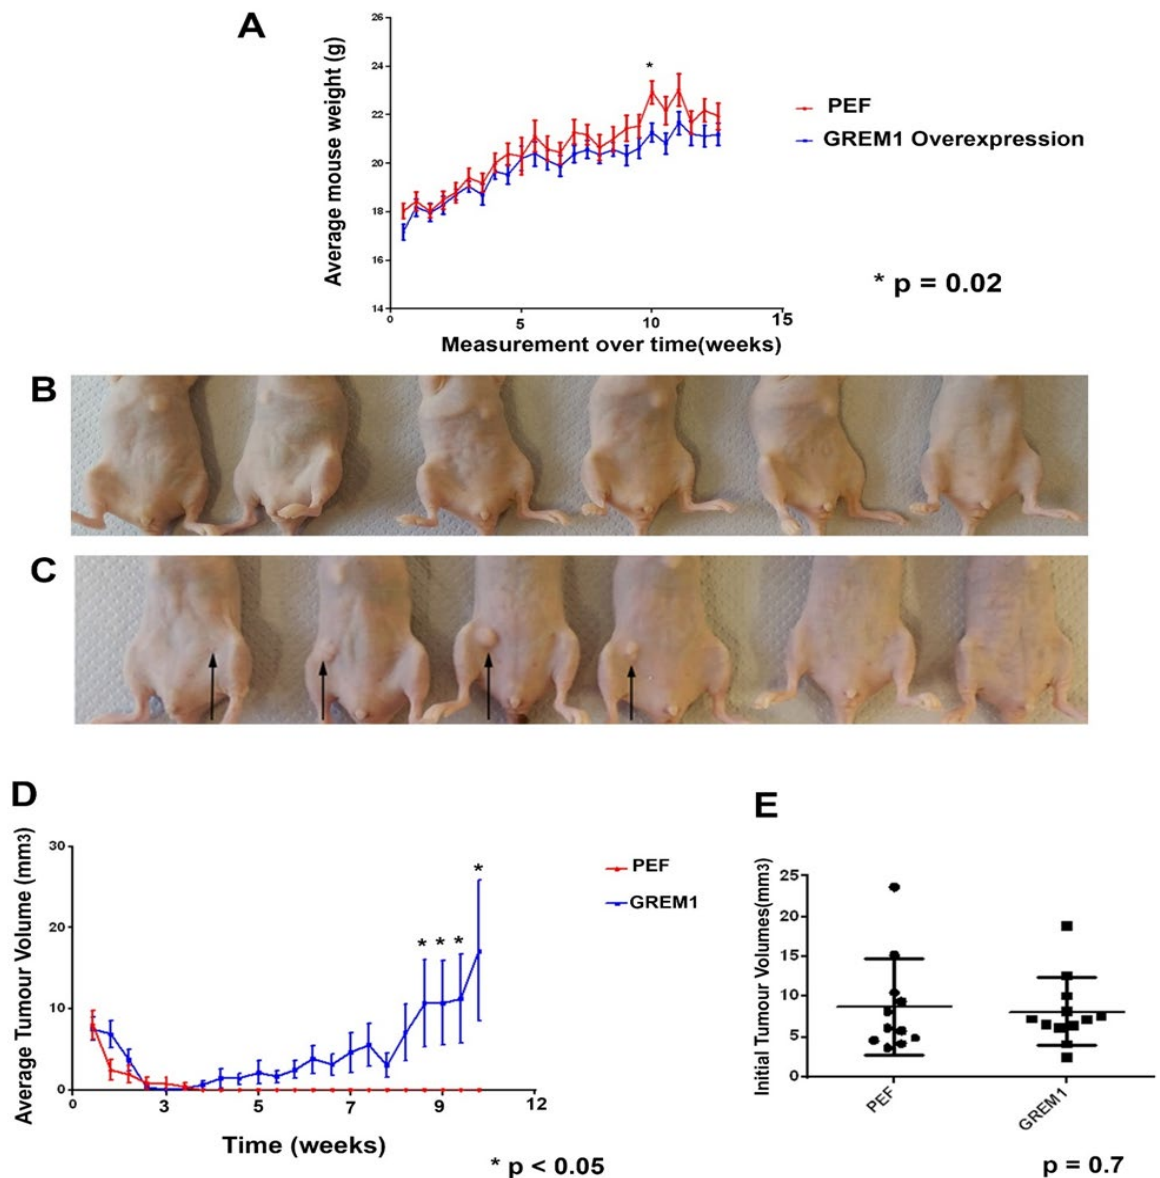 A
Average mouse weight (g)
26
24
22
20
18
16
14
0
5
10
15
*
Measurement over time(weeks)
PEF
GREM1 Overexpression
* p = 0.02
B
C
D
Average Tumour Volume (mm3)
30
20
10
0
0
3
5
7
9
12
* * * *
Time (weeks)
PEF
GREM1
* p < 0.05
E
Initial Tumour Volumes(mm3)
25
20
15
10
5
0
PEF
GREM1
p = 0.7